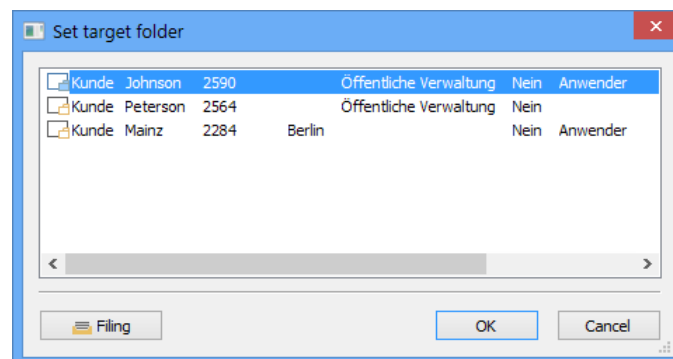 Set target folder
Kunde Johnson 2590 Öffentliche Verwaltung Nein Anwender
Kunde Peterson 2564 Öffentliche Verwaltung Nein
Kunde Mainz 2284 Berlin Nein Anwender
Filing OK Cancel